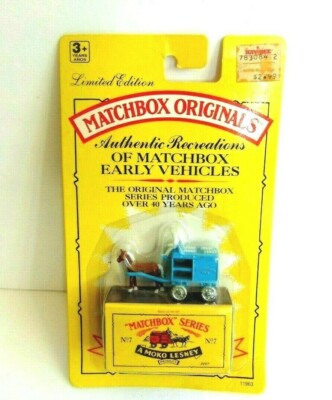 3+
YEARS
AÑOS
Limited Edition
MATCHBOX ORIGINALS
Authentic Recreations
OF MATCHBOX
EARLY VEHICLES
THE ORIGINAL MATCHBOX
SERIES PRODUCED
OVER 40 YEARS AGO
"MATCHBOX" SERIES
No7 No7
A MOKO LESNEY